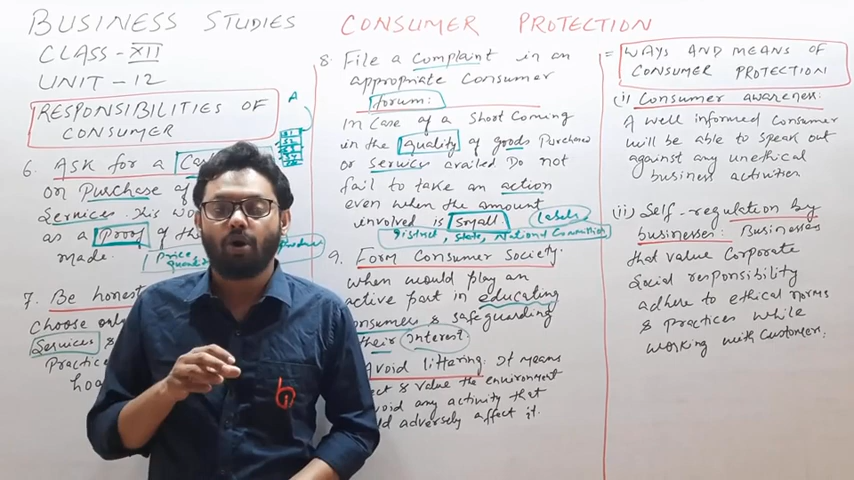 BUSINESS STUDIES
CLASS-XII
UNIT-12
CONSUMER PROTECTION
RESPONSIBILITIES OF
CONSUMER
A
6. Ask for a
on Purchase of
Services. This
as a Proof of
made.
Price,
7. Be honest
choose only
Services &
Practice
8. File a complaint in an
appropriate Consumer
forum:
In Case of a Short Coming
in the quality of goods Purchased
or Services availed Do not
fail to take an action
even when the amount
involved is small.
Labels
District, State, National Commission
9. Form Consumer Society.
when would play an
active part in educating
Consumers & safeguarding
their Interest
Avoid littering: It means
& value the environment
any activity that
adversely affect it.
= WAYS AND MEANS OF
CONSUMER PROTECTION
(i) Consumer awareness:
A well informed Consumer
will be able to speak out
against any unethical
business activities
(ii) Self-regulation by
businesses: Businesses
that value Corporate
Social responsibility
adhere to ethical norms
& practices while
working with customers.